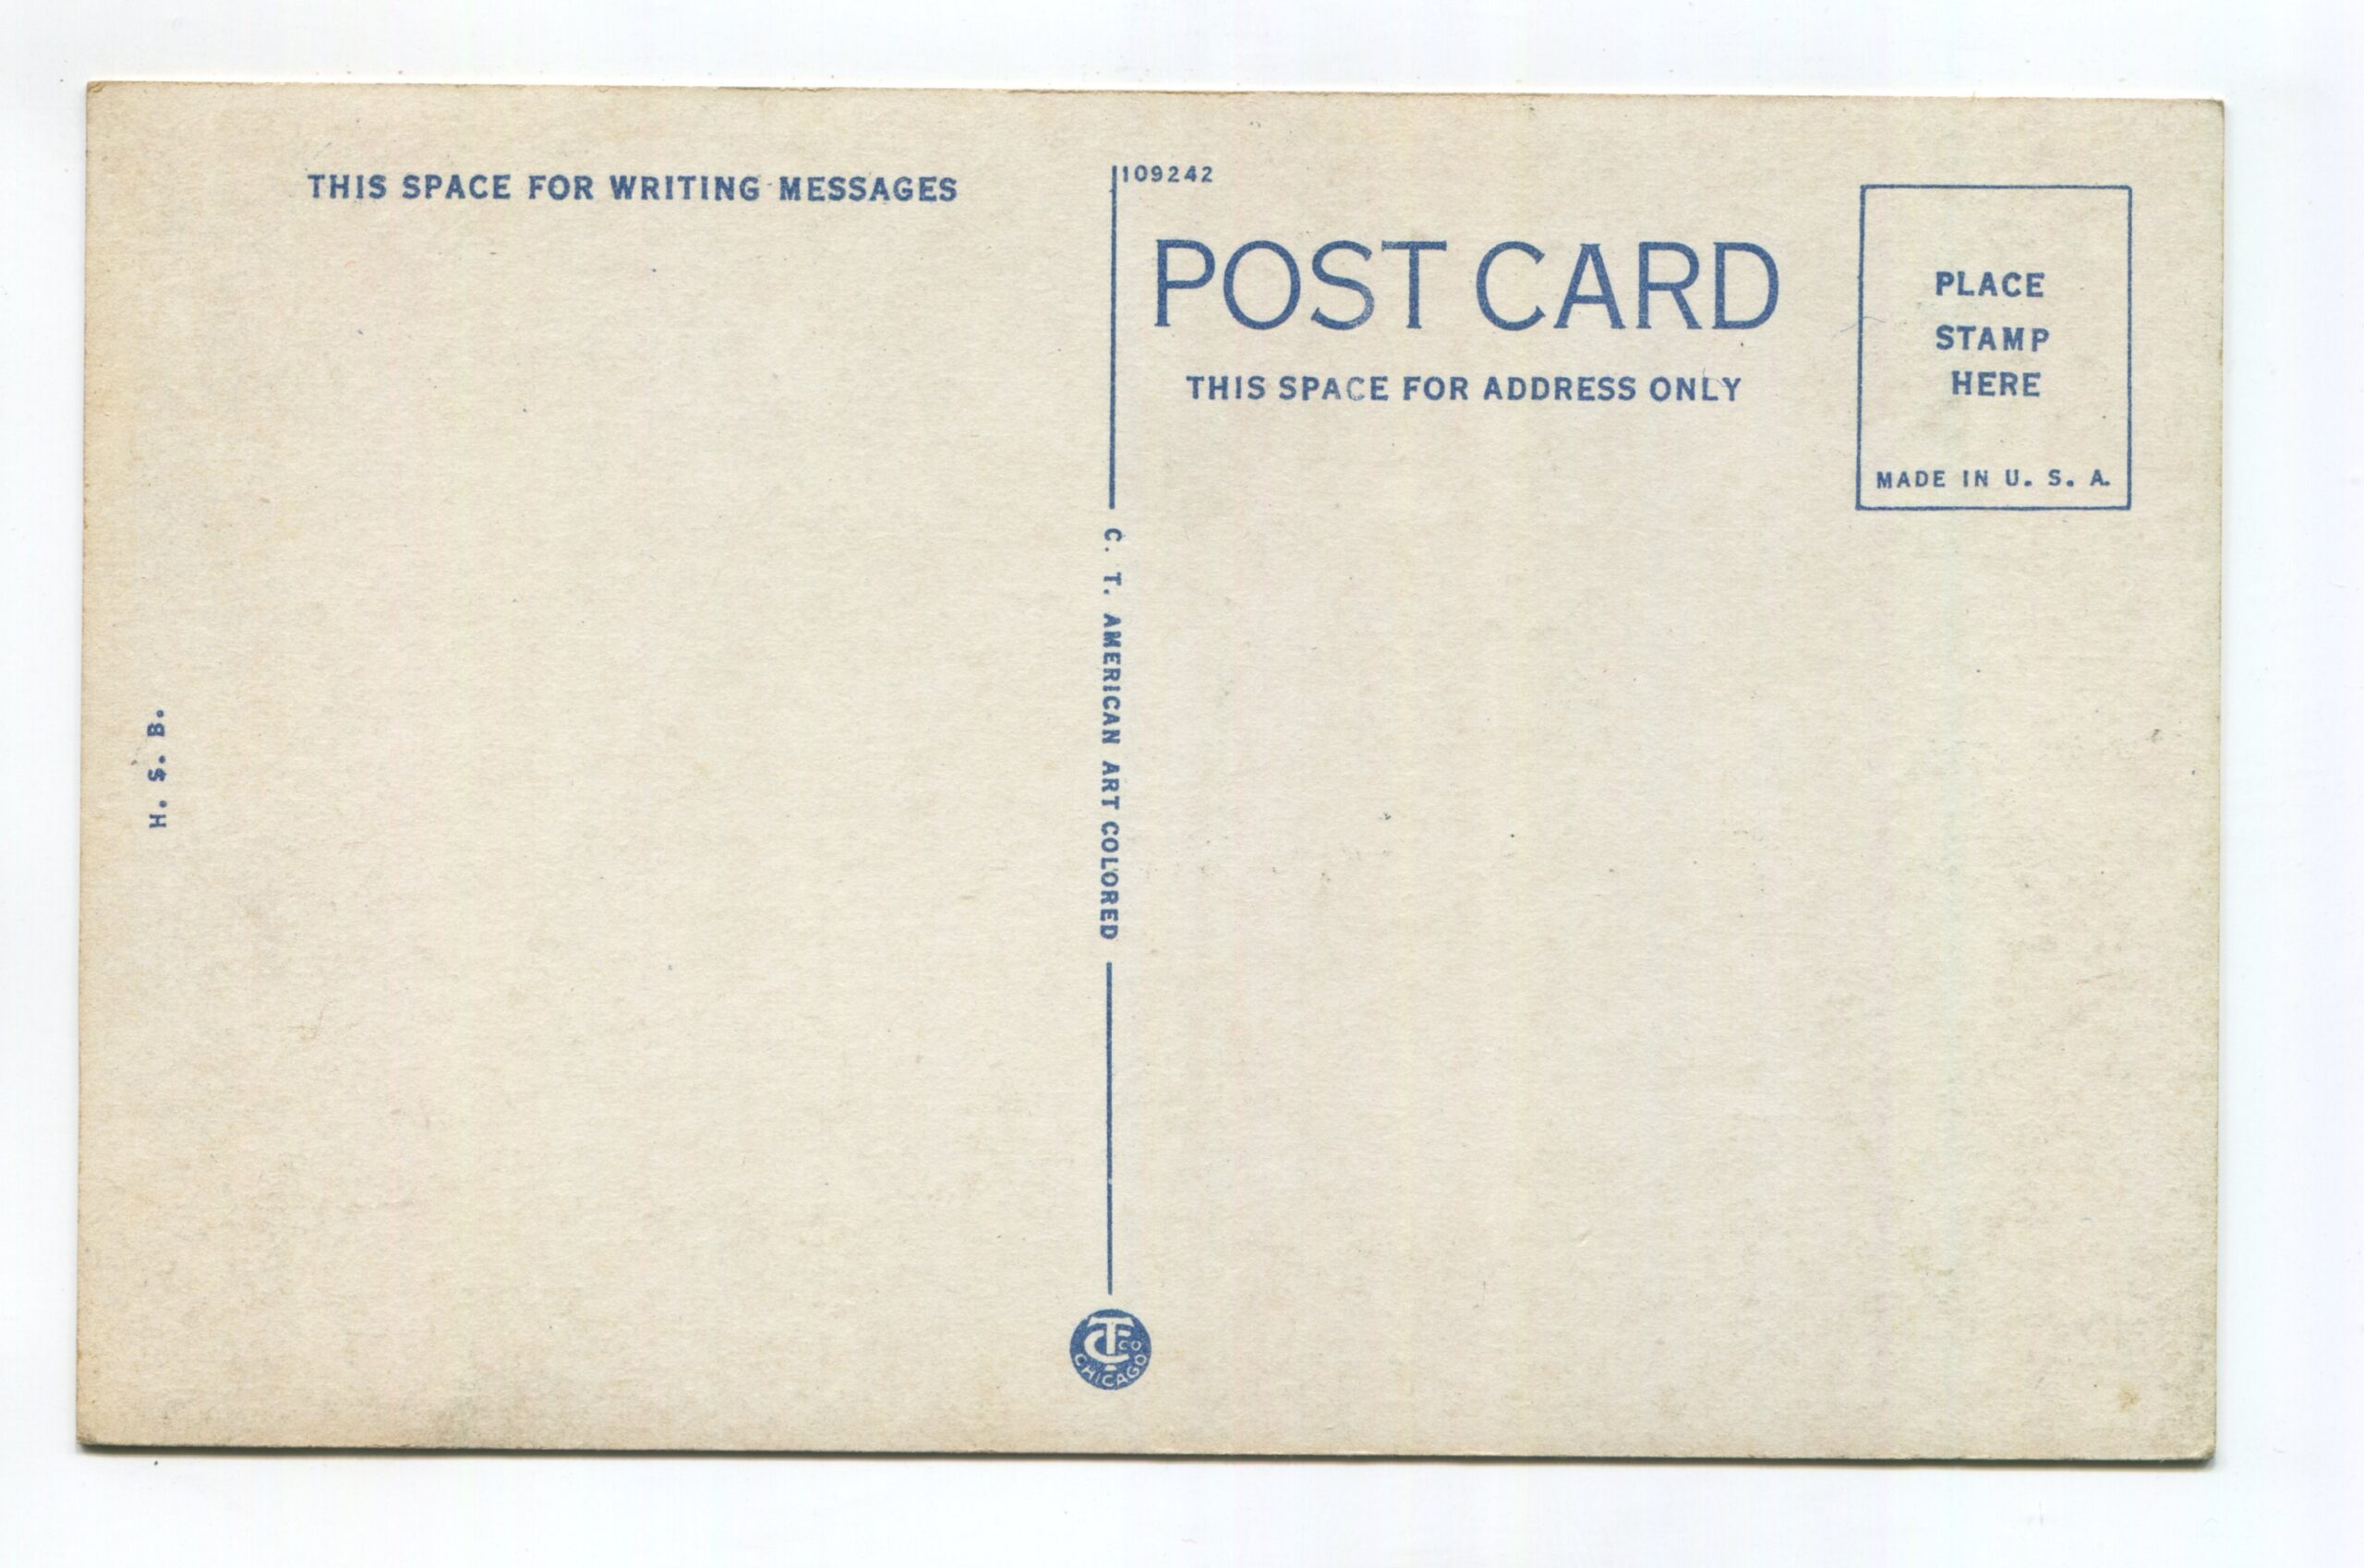 THIS SPACE FOR WRITING MESSAGES
109242
POST CARD
THIS SPACE FOR ADDRESS ONLY
PLACE
STAMP
HERE
MADE IN U. S. A.
C. T. AMERICAN ART COLORED
H. S. B.
CT CO
CHICAGO